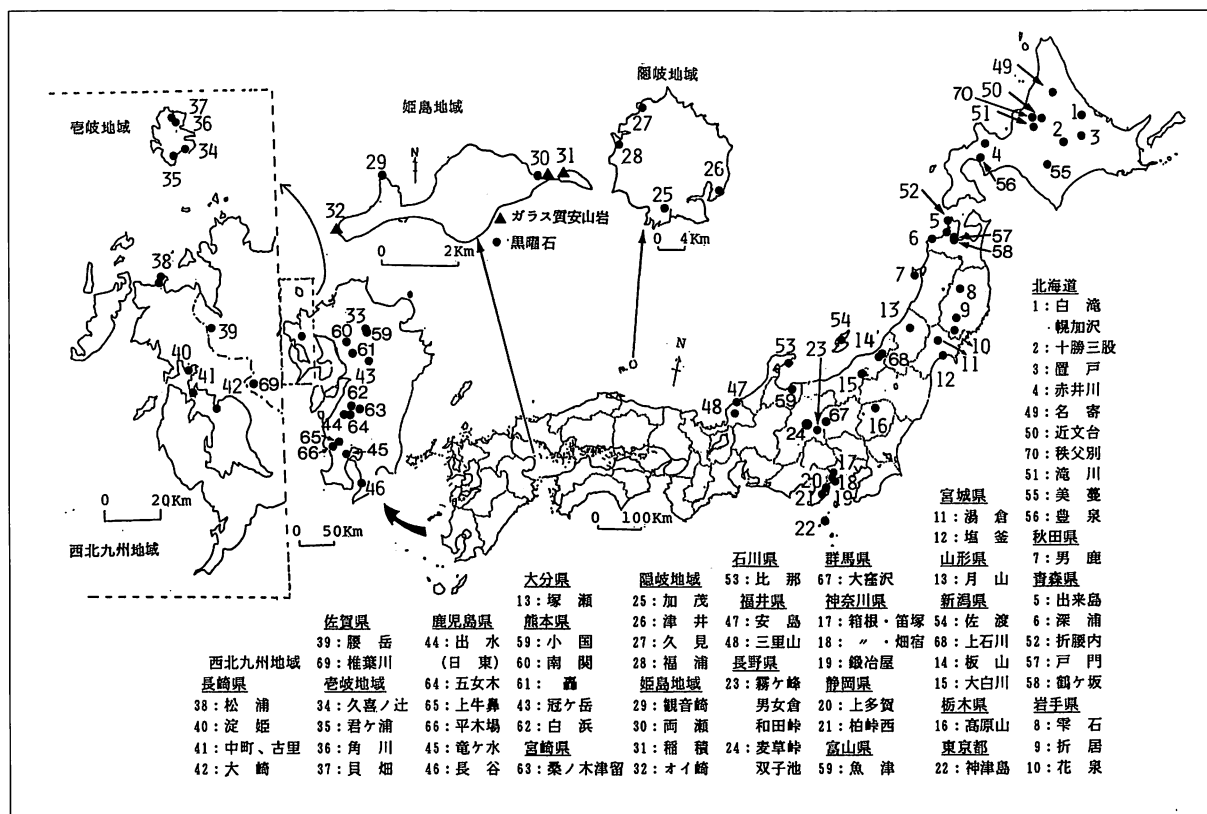 壱岐地域
37
36
34
35
38
39
40
41
42
69
0 20Km
西北九州地域
姫島地域
N
29
30
31
32
▲ ガラス質安山岩
● 黒曜石
0 2Km
隠岐地域
27
28
26
25
0 4Km
33
60
59
61
43
62
63
44
64
65
66
45
46
0 50Km
N
0 100Km
49
50
70
51
1
2
3
4
55
56
52
5
6
57
58
7
8
9
10
11
12
13
54
14
68
53
23
59
15
47
48
67
24
16
17
20
18
21
19
22
北海道
1:白滝
・幌加沢
2:十勝三股
3:置戸
4:赤井川
49:名寄
50:近文台
70:秩父別
51:滝川
55:美蔓
56:豊泉
秋田県
7:男鹿
青森県
5:出来島
6:深浦
52:折腰内
57:戸門
58:鶴ケ坂
岩手県
8:雫石
9:折居
10:花泉
宮城県
11:湯倉
12:塩釜
山形県
13:月山
新潟県
54:佐渡
68:上石川
14:板山
15:大白川
栃木県
16:高原山
東京都
22:神津島
群馬県
67:大窪沢
神奈川県
17:箱根・笛塚
18:〃・畑宿
19:鍛冶屋
静岡県
20:上多賀
21:柏峠西
富山県
59:魚津
石川県
53:比那
福井県
47:安島
48:三里山
長野県
23:霧ケ峰
男女倉
和田峠
24:麦草峠
双子池
隠岐地域
25:加茂
26:津井
27:久見
28:福浦
姫島地域
29:観音崎
30:両瀬
31:稲積
32:オイ崎
大分県
13:塚瀬
熊本県
59:小国
60:南関
61:轟
43:冠ケ岳
62:白浜
宮崎県
63:桑ノ木津留
鹿児島県
44:出水
(日東)
64:五女木
65:上牛鼻
66:平木場
45:竜ケ水
46:長谷
佐賀県
39:腰岳
69:椎葉川
壱岐地域
34:久喜ノ辻
35:君ケ浦
36:角川
37:貝畑
西北九州地域
長崎県
38:松浦
40:淀姫
41:中町、古里
42:大崎